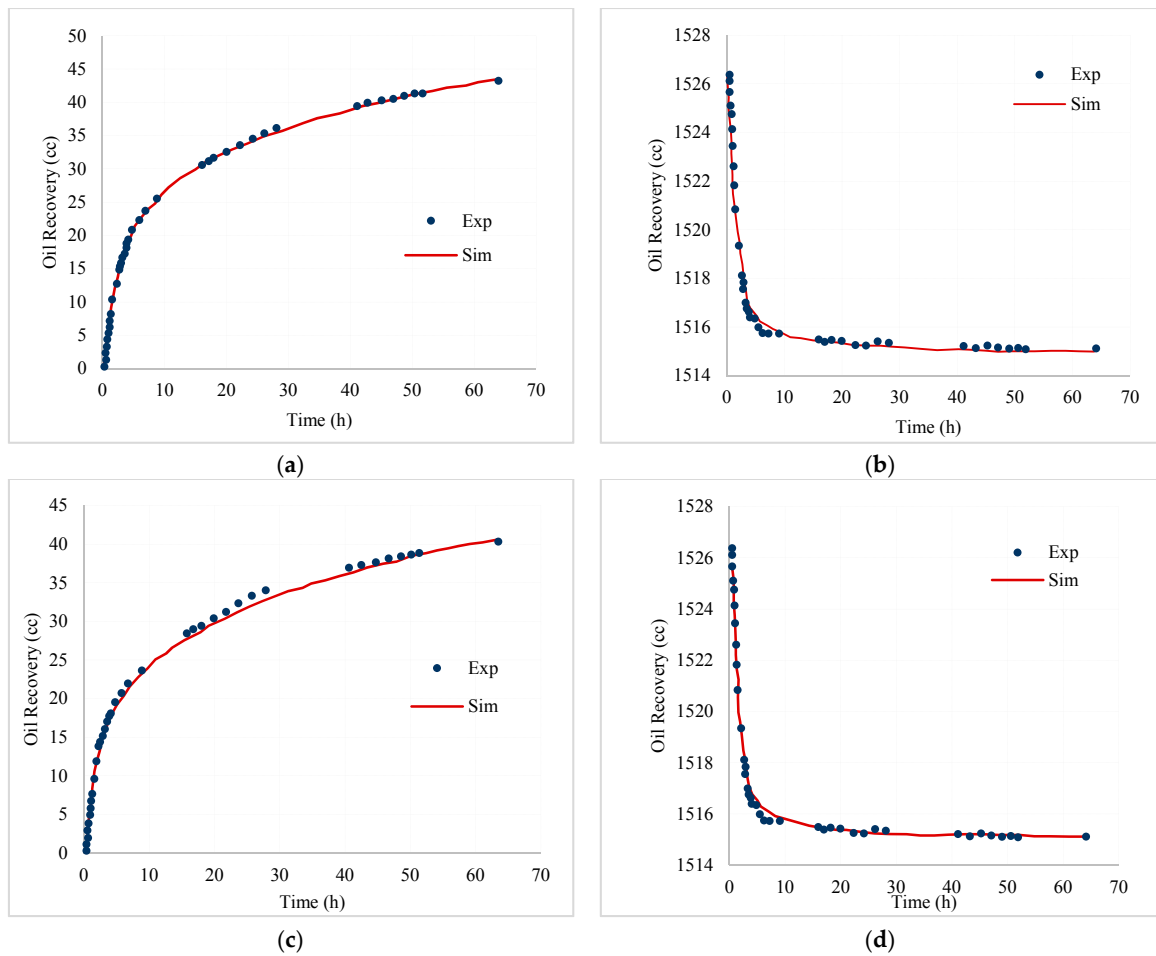 50
45
40
35
30
25
20
15
10
5
0
0 10 20 30 40 50 60 70
Oil Recovery (cc)
Time (h)
Exp
Sim
(a)
1528
1526
1524
1522
1520
1518
1516
1514
0 10 20 30 40 50 60 70
Oil Recovery (cc)
Time (h)
Exp
Sim
(b)
45
40
35
30
25
20
15
10
5
0
0 10 20 30 40 50 60 70
Oil Recovery (cc)
Time (h)
Exp
Sim
(c)
1528
1526
1524
1522
1520
1518
1516
1514
0 10 20 30 40 50 60 70
Oil Recovery (cc)
Time (h)
Exp
Sim
(d)